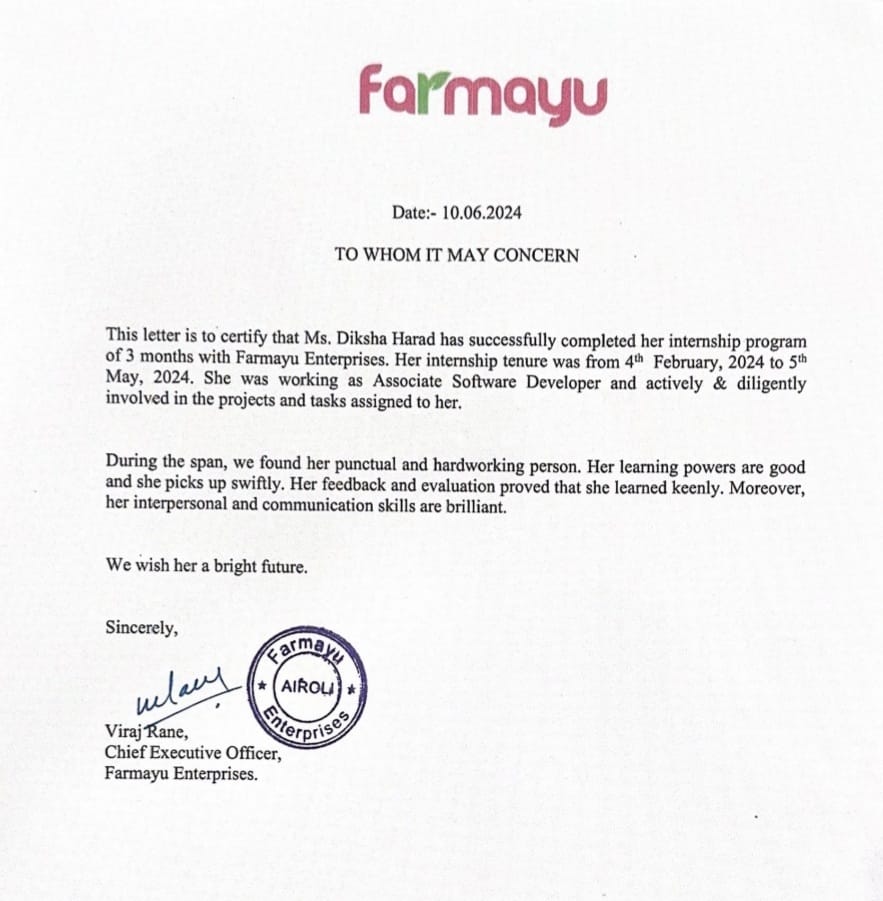 Farmayu
Date:- 10.06.2024
TO WHOM IT MAY CONCERN
This letter is to certify that Ms. Diksha Harad has successfully completed her internship program
of 3 months with Farmayu Enterprises. Her internship tenure was from 4th February, 2024 to 5th
May, 2024. She was working as Associate Software Developer and actively & diligently
involved in the projects and tasks assigned to her.
During the span, we found her punctual and hardworking person. Her learning powers are good
and she picks up swiftly. Her feedback and evaluation proved that she learned keenly. Moreover,
her interpersonal and communication skills are brilliant.
We wish her a bright future.
Sincerely,
Farmayu
AIROLI
Enterprises
Viraj Rane,
Chief Executive Officer,
Farmayu Enterprises.